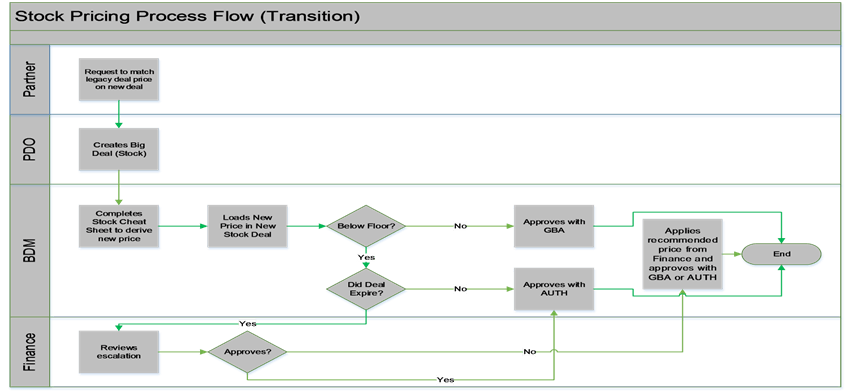 Stock Pricing Process Flow (Transition)
Partner
Request to match
legacy deal price
on new deal
PDO
Creates Big
Deal (Stock)
BDM
Completes
Stock Cheat
Sheet to derive
new price
Loads New
Price in New
Stock Deal
Below Floor?
No
Approves with
GBA
Applies
recommended
price from
Finance and
approves with
GBA or AUTH
End
Yes
Did Deal
Expire?
No
Approves with
AUTH
Yes
Finance
Reviews
escalation
Approves?
No
Yes